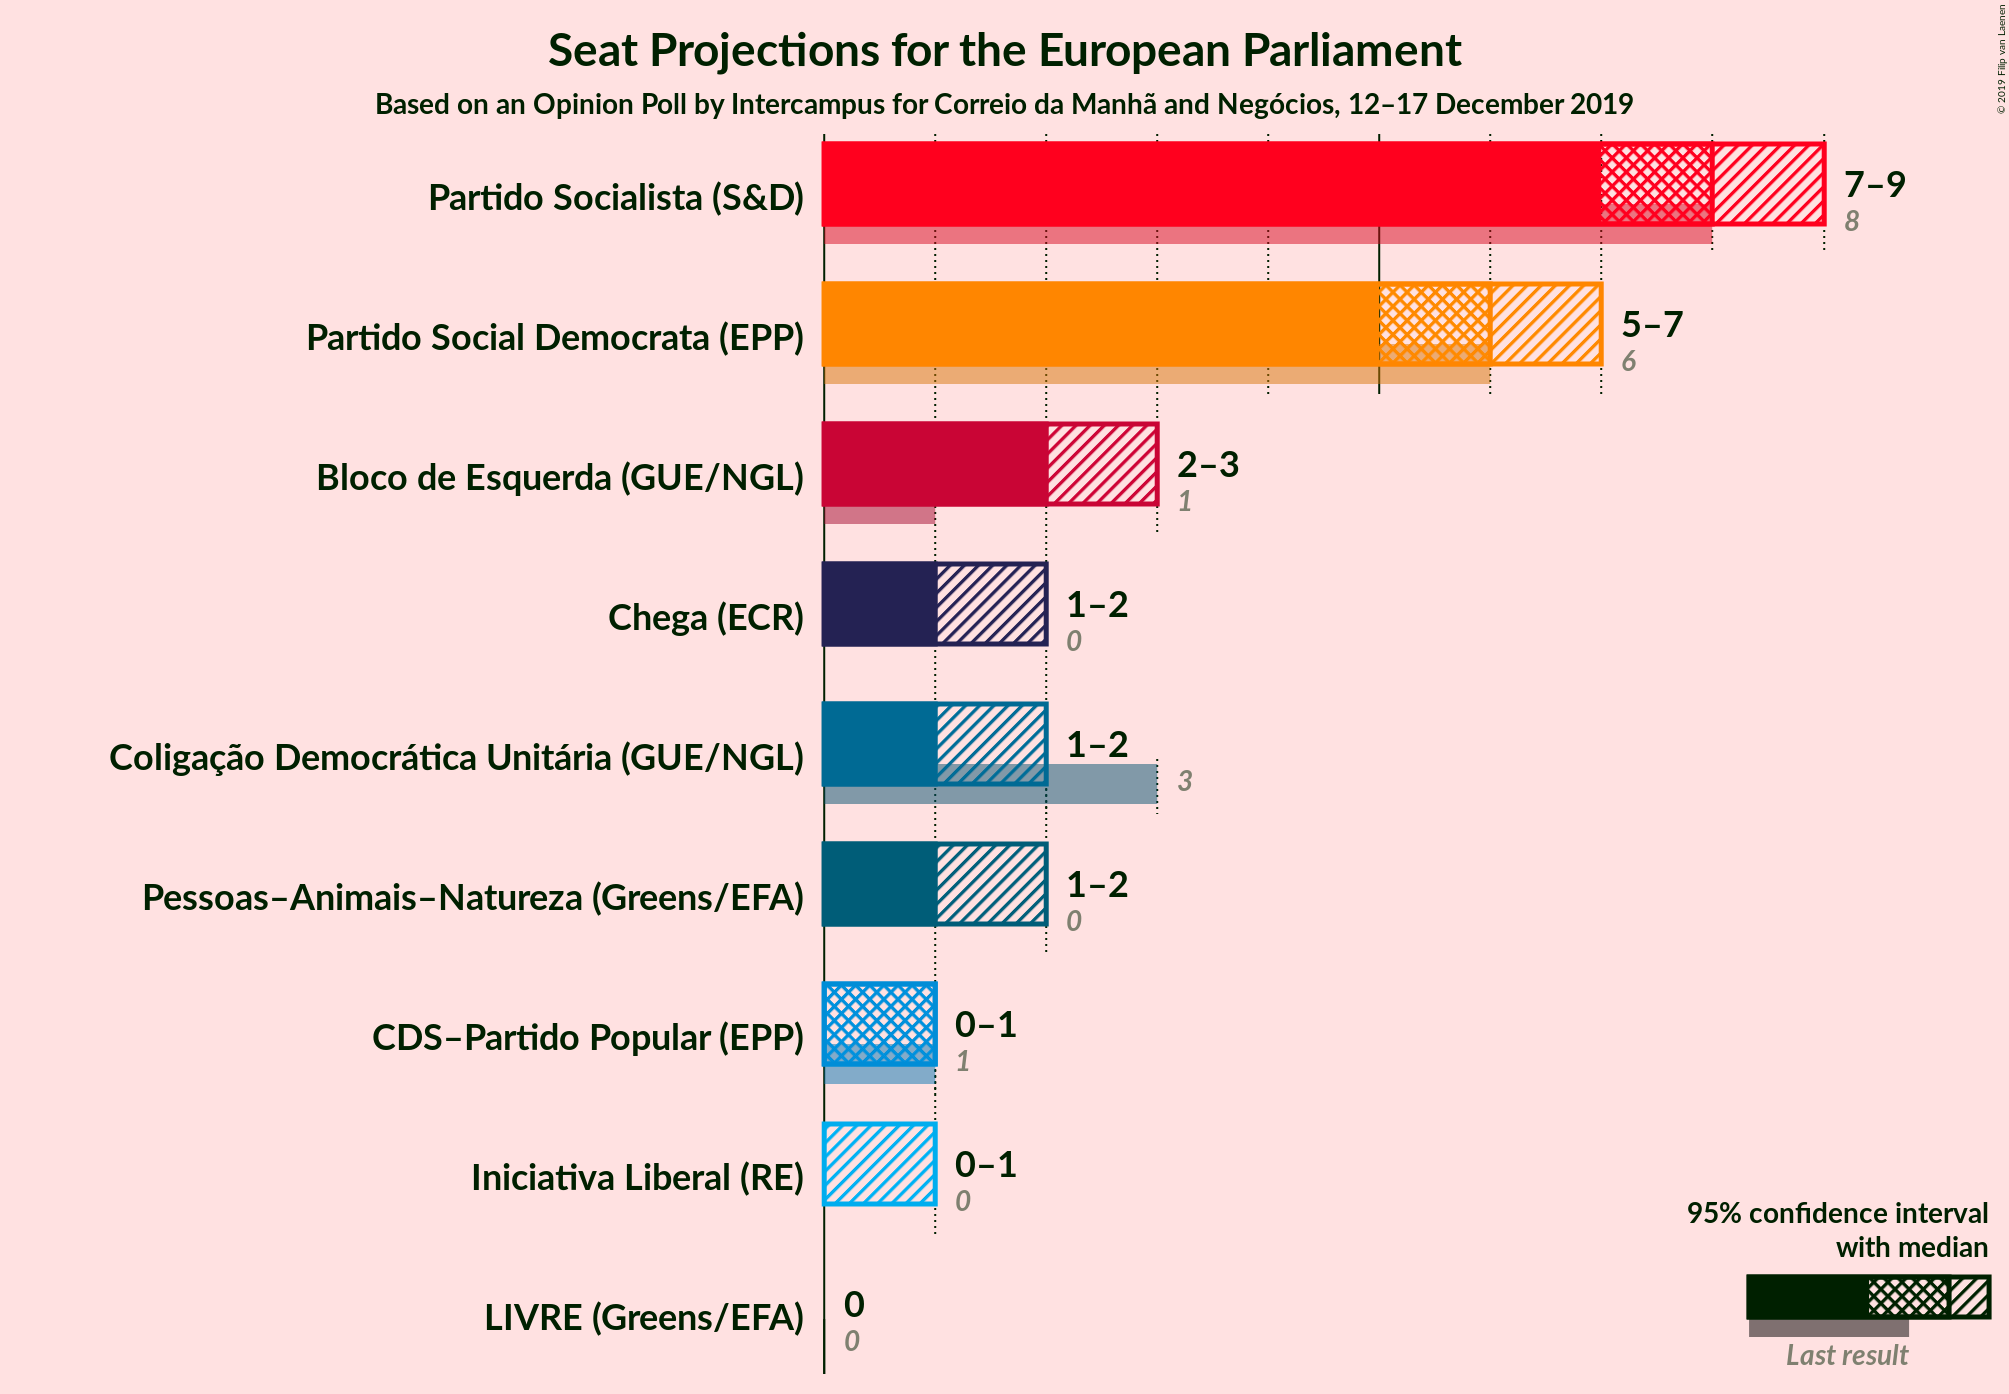 Seat Projections for the European Parliament
Based on an Opinion Poll by Intercampus for Correio da Manhã and Negócios, 12–17 December 2019
© 2019 Filip van Laenen
Partido Socialista (S&D)
7–9
8
Partido Social Democrata (EPP)
5–7
6
Bloco de Esquerda (GUE/NGL)
2–3
1
Chega (ECR)
1–2
0
Coligação Democrática Unitária (GUE/NGL)
1–2
3
Pessoas–Animais–Natureza (Greens/EFA)
1–2
0
CDS–Partido Popular (EPP)
0–1
1
Iniciativa Liberal (RE)
0–1
0
LIVRE (Greens/EFA)
0
0
95% confidence interval
with median
Last result